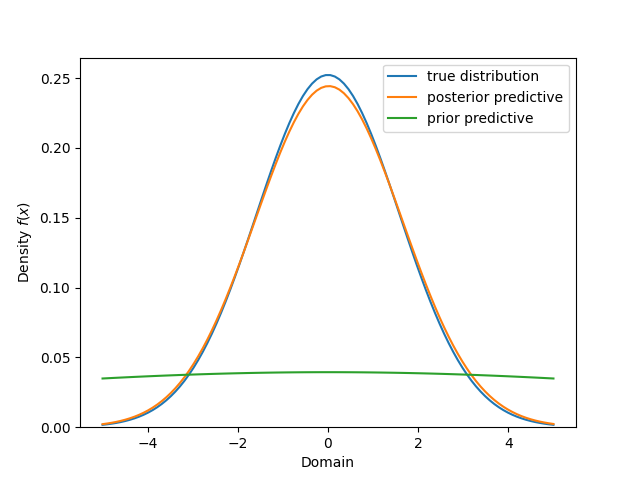 true distribution
posterior predictive
prior predictive
0.25
0.20
0.15
0.10
0.05
0.00
Density f(x)
−4
−2
0
2
4
Domain